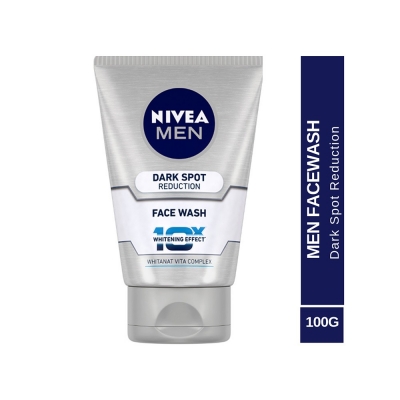 NIVEA
MEN
DARK SPOT
REDUCTION
FACE WASH
10X
WHITENING EFFECT*
WHITANAT VITA COMPLEX
MEN FACEWASH
Dark Spot Reduction
100G